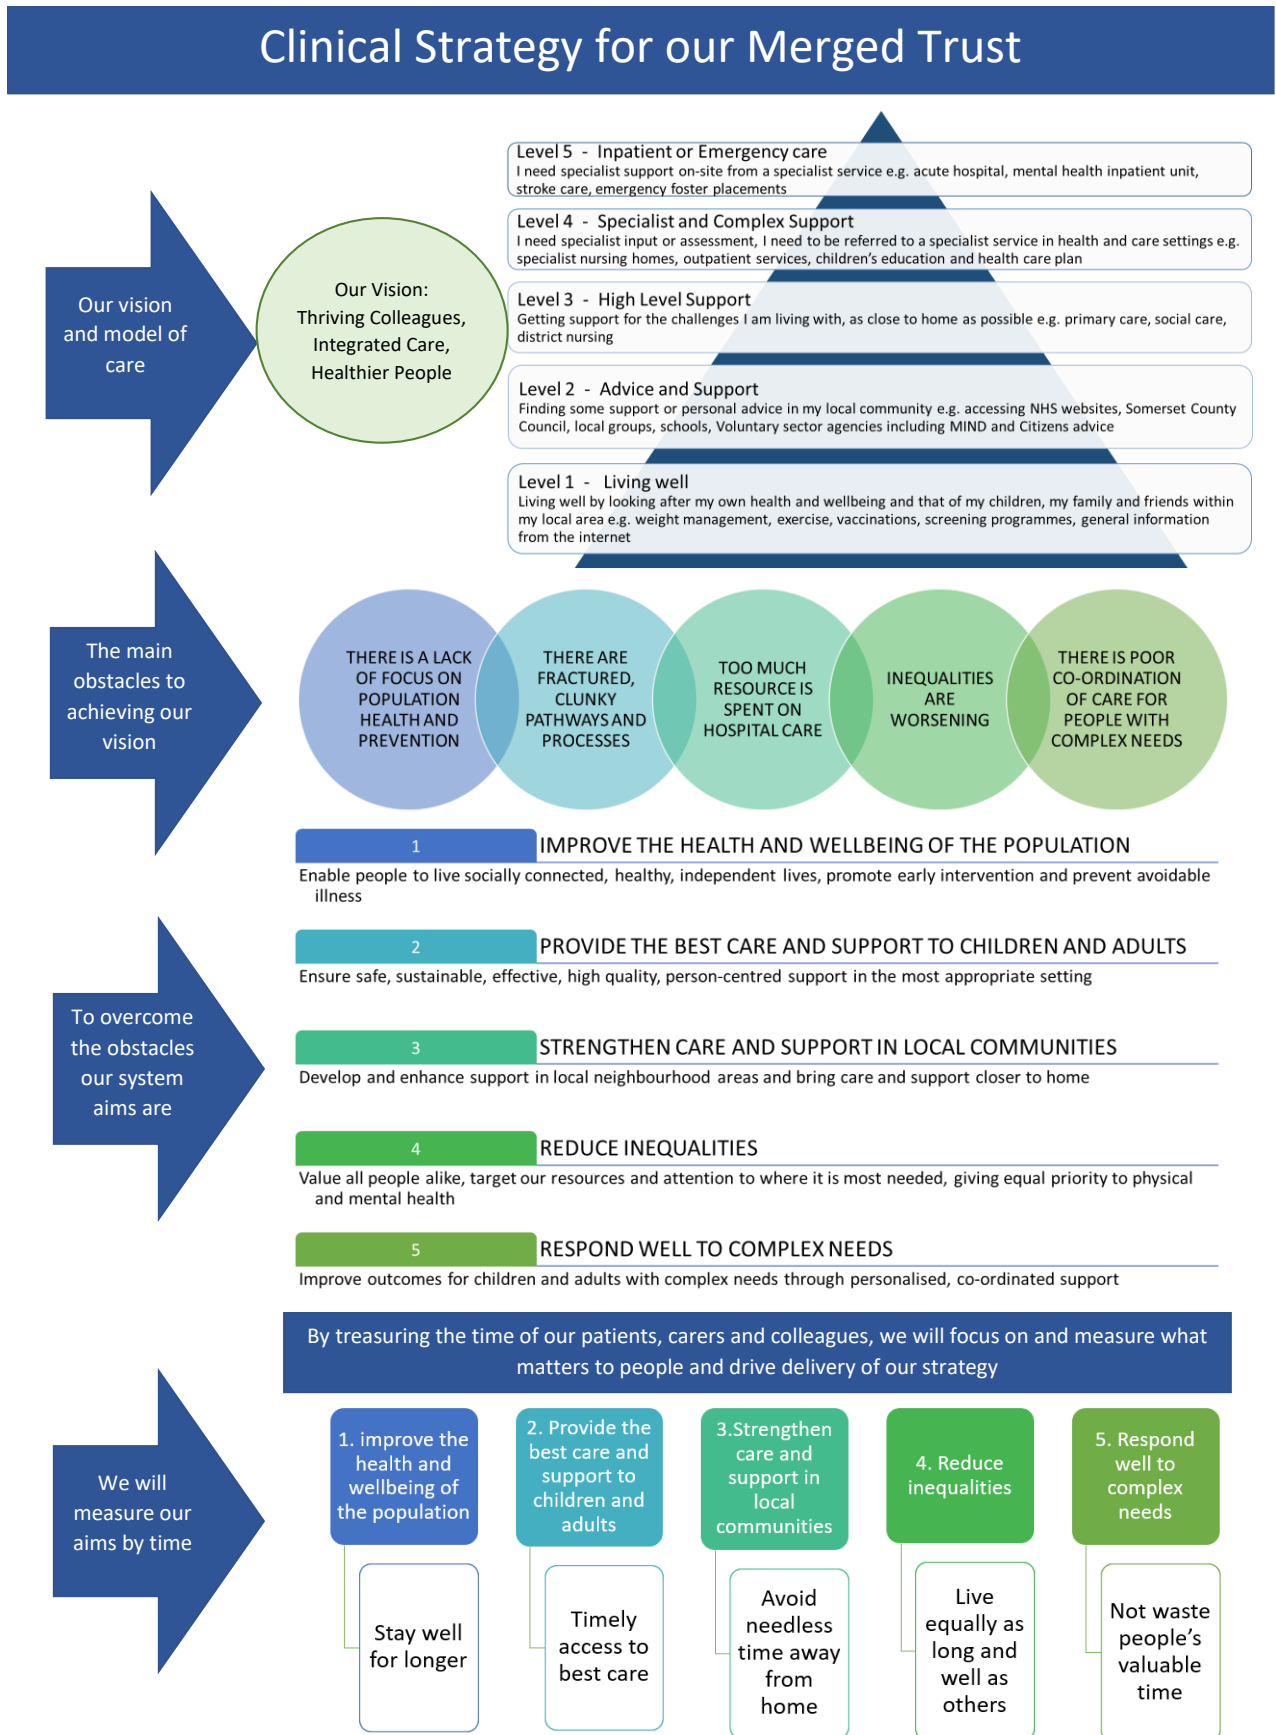 Clinical Strategy for our Merged Trust
Our vision
and model of
care
Our Vision:
Thriving Colleagues,
Integrated Care,
Healthier People
Level 5 - Inpatient or Emergency care
I need specialist support on-site from a specialist service e.g. acute hospital, mental health inpatient unit,
stroke care, emergency foster placements
Level 4 - Specialist and Complex Support
I need specialist input or assessment, I need to be referred to a specialist service in health and care settings e.g.
specialist nursing homes, outpatient services, children's education and health care plan
Level 3 - High Level Support
Getting support for the challenges I am living with, as close to home as possible e.g. primary care, social care,
district nursing
Level 2 - Advice and Support
Finding some support or personal advice in my local community e.g. accessing NHS websites, Somerset County
Council, local groups, schools, Voluntary sector agencies including MIND and Citizens advice
Level 1 - Living well
Living well by looking after my own health and wellbeing and that of my children, my family and friends within
my local area e.g. weight management, exercise, vaccinations, screening programmes, general information
from the internet
The main
obstacles to
achieving our
vision
THERE IS A LACK
OF FOCUS ON
POPULATION
HEALTH AND
PREVENTION
THERE ARE
FRACTURED,
CLUNKY
PATHWAYS AND
PROCESSES
TOO MUCH
RESOURCE IS
SPENT ON
HOSPITAL CARE
INEQUALITIES
ARE
WORSENING
THERE IS POOR
CO-ORDINATION
OF CARE FOR
PEOPLE WITH
COMPLEX NEEDS
To overcome
the obstacles
our system
aims are
1 IMPROVE THE HEALTH AND WELLBEING OF THE POPULATION
Enable people to live socially connected, healthy, independent lives, promote early intervention and prevent avoidable
illness
2 PROVIDE THE BEST CARE AND SUPPORT TO CHILDREN AND ADULTS
Ensure safe, sustainable, effective, high quality, person-centred support in the most appropriate setting
3 STRENGTHEN CARE AND SUPPORT IN LOCAL COMMUNITIES
Develop and enhance support in local neighbourhood areas and bring care and support closer to home
4 REDUCE INEQUALITIES
Value all people alike, target our resources and attention to where it is most needed, giving equal priority to physical
and mental health
5 RESPOND WELL TO COMPLEX NEEDS
Improve outcomes for children and adults with complex needs through personalised, co-ordinated support
By treasuring the time of our patients, carers and colleagues, we will focus on and measure what
matters to people and drive delivery of our strategy
We will
measure our
aims by time
1. improve the
health and
wellbeing of
the population
Stay well
for longer
2. Provide the
best care and
support to
children and
adults
Timely
access to
best care
3.Strengthen
care and
support in
local
communities
Avoid
needless
time away
from
home
4. Reduce
inequalities
Live
equally as
long and
well as
others
5. Respond
well to
complex
needs
Not waste
people's
valuable
time